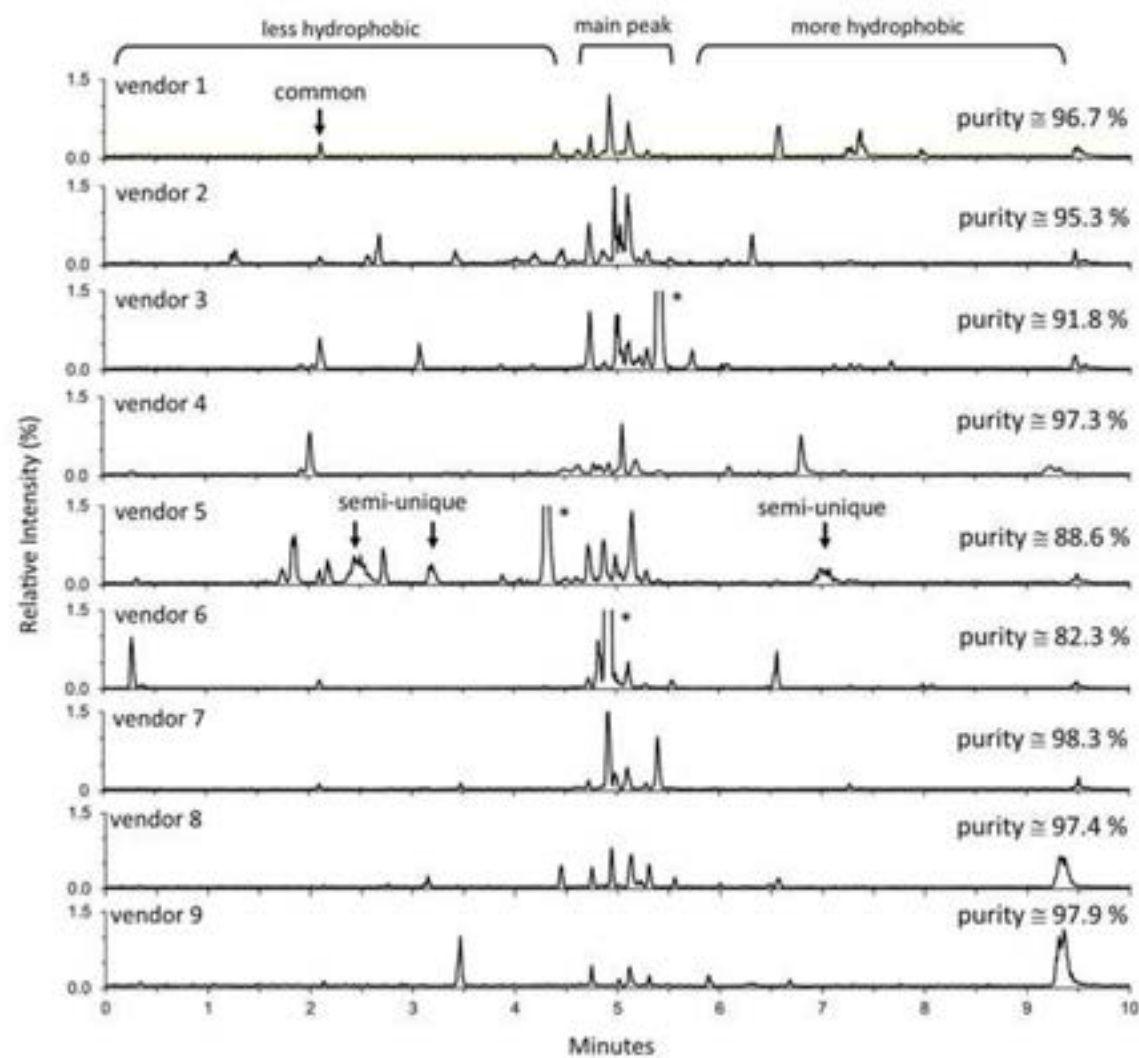 less hydrophobic main peak more hydrophobic
1.5 vendor 1 common purity ≅ 96.7 %
0.0
1.5 vendor 2 purity ≅ 95.3 %
0.0
1.5 vendor 3 * purity ≅ 91.8 %
0.0
1.5 vendor 4 purity ≅ 97.3 %
0.0
1.5 vendor 5 semi-unique * semi-unique purity ≅ 88.6 %
0.0
1.5 vendor 6 * purity ≅ 82.3 %
0.0
1.5 vendor 7 purity ≅ 98.3 %
0
1.5 vendor 8 purity ≅ 97.4 %
0.0
1.5 vendor 9 purity ≅ 97.9 %
0.0
0 1 2 3 4 5 6 7 8 9 10
Minutes
Relative Intensity (%)